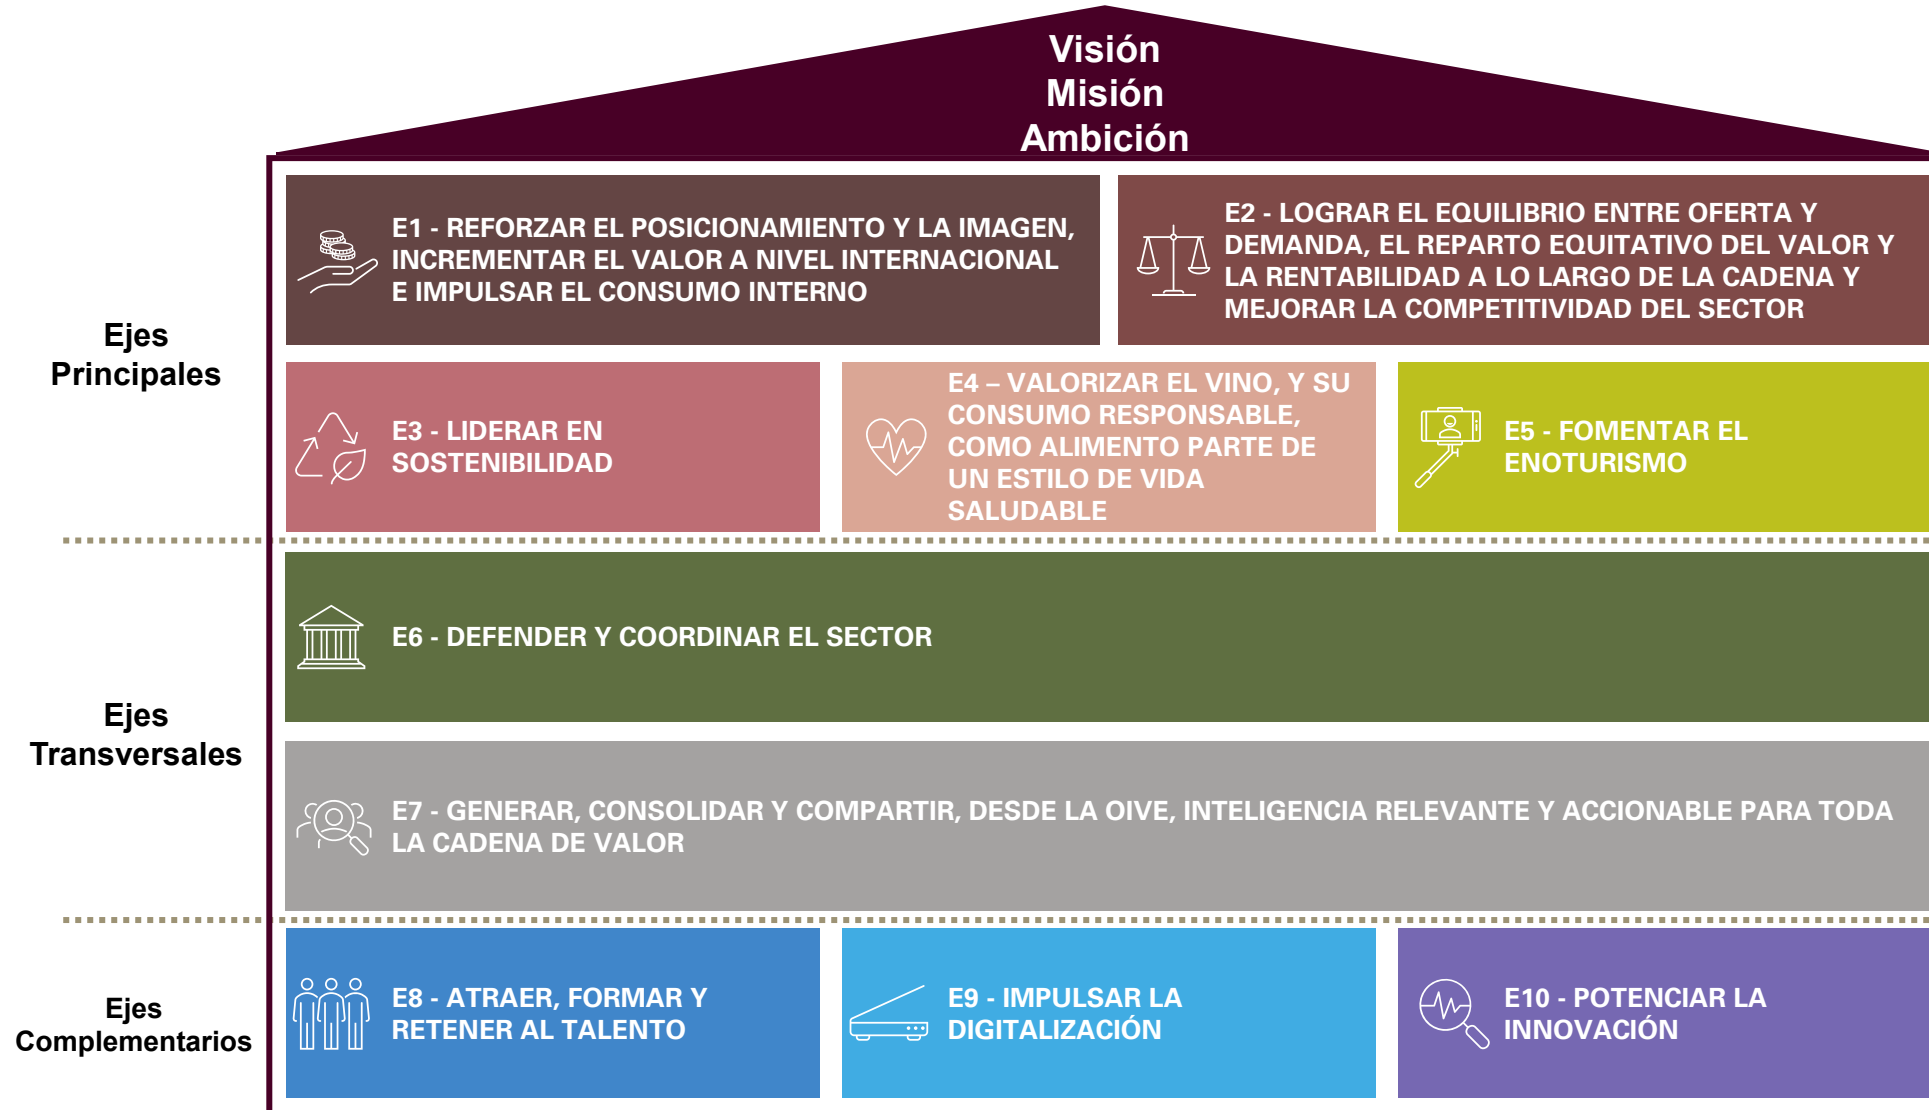 Visión
Misión
Ambición
Ejes
Principales
E1 - REFORZAR EL POSICIONAMIENTO Y LA IMAGEN,
INCREMENTAR EL VALOR A NIVEL INTERNACIONAL
E IMPULSAR EL CONSUMO INTERNO
E2 - LOGRAR EL EQUILIBRIO ENTRE OFERTA Y
DEMANDA, EL REPARTO EQUITATIVO DEL VALOR Y
LA RENTABILIDAD A LO LARGO DE LA CADENA Y
MEJORAR LA COMPETITIVIDAD DEL SECTOR
E3 - LIDERAR EN
SOSTENIBILIDAD
E4 – VALORIZAR EL VINO, Y SU
CONSUMO RESPONSABLE,
COMO ALIMENTO PARTE DE
UN ESTILO DE VIDA
SALUDABLE
E5 - FOMENTAR EL
ENOTURISMO
Ejes
Transversales
E6 - DEFENDER Y COORDINAR EL SECTOR
E7 - GENERAR, CONSOLIDAR Y COMPARTIR, DESDE LA OIVE, INTELIGENCIA RELEVANTE Y ACCIONABLE PARA TODA
LA CADENA DE VALOR
Ejes
Complementarios
E8 - ATRAER, FORMAR Y
RETENER AL TALENTO
E9 - IMPULSAR LA
DIGITALIZACIÓN
E10 - POTENCIAR LA
INNOVACIÓN